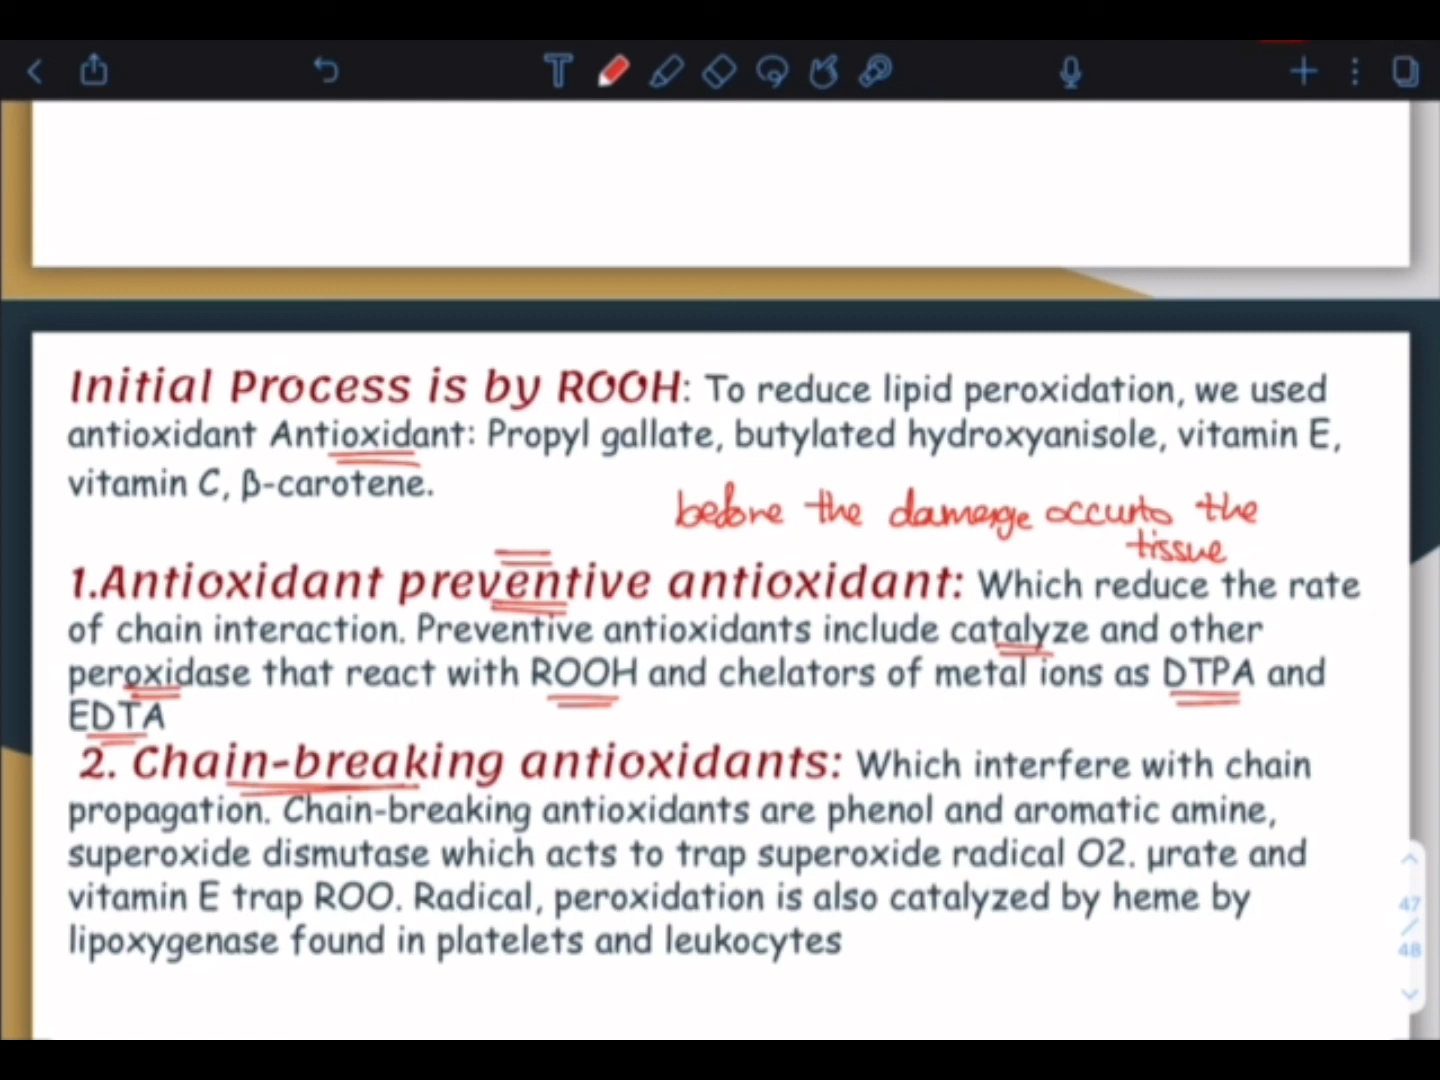 Initial Process is by ROOH: To reduce lipid peroxidation, we used
antioxidant Antioxidant: Propyl gallate, butylated hydroxyanisole, vitamin E,
vitamin C, β-carotene.
before the damage occurs to the
tissue
1.Antioxidant preventive antioxidant: Which reduce the rate
of chain interaction. Preventive antioxidants include catalyze and other
peroxidase that react with ROOH and chelators of metal ions as DTPA and
EDTA
2. Chain-breaking antioxidants: Which interfere with chain
propagation. Chain-breaking antioxidants are phenol and aromatic amine,
superoxide dismutase which acts to trap superoxide radical O2. μrate and
vitamin E trap ROO. Radical, peroxidation is also catalyzed by heme by
lipoxygenase found in platelets and leukocytes
47
/
48